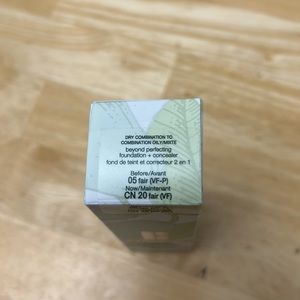 DRY COMBINATION TO
COMBINATION OILY/MIXTE
beyond perfecting
foundation + concealer
fond de teint et correcteur 2 en 1
Before/Avant
05 fair (VF-P)
Now/Maintenant
CN 20 fair (VF)